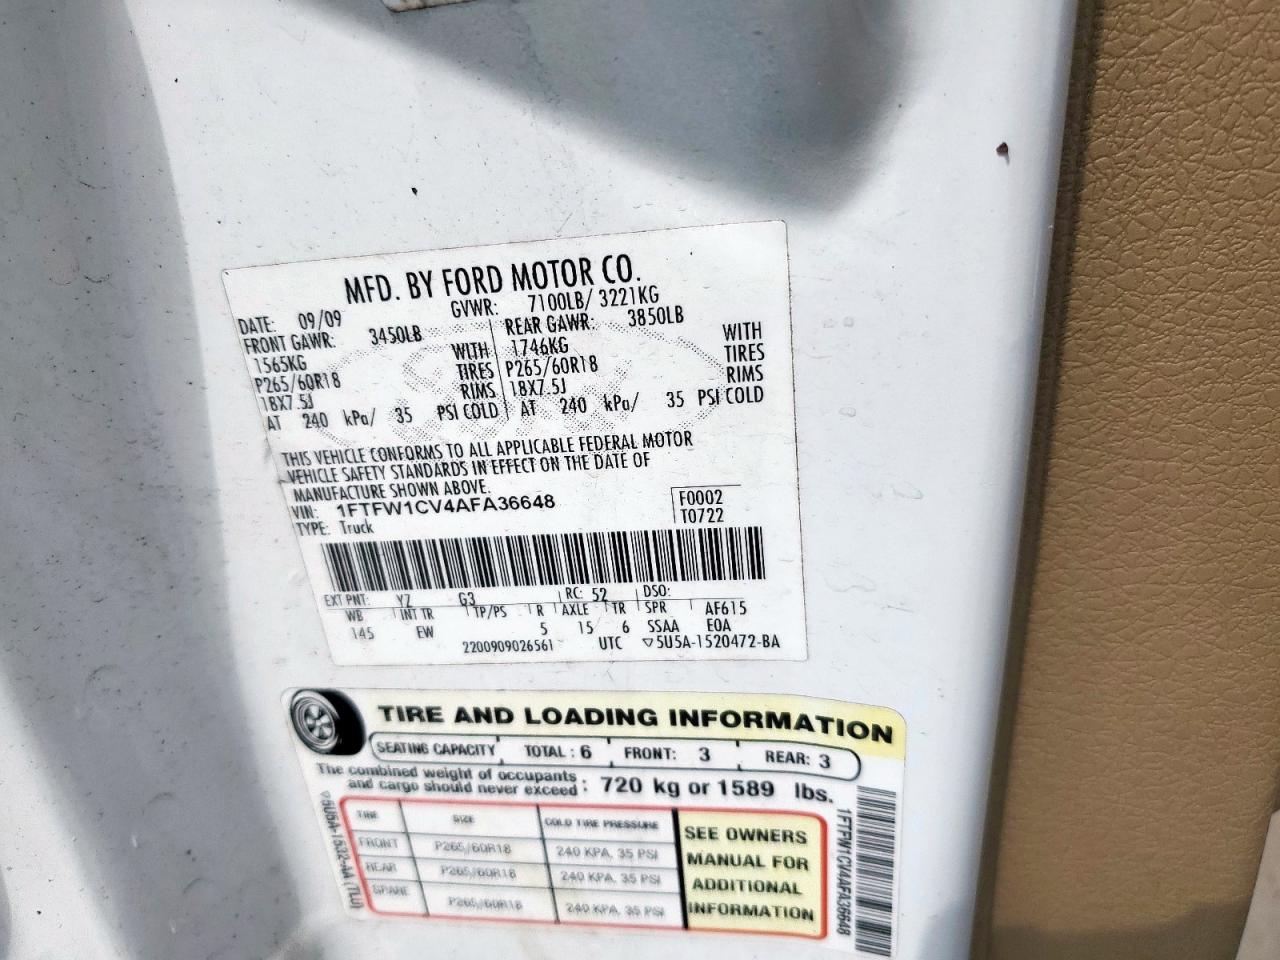 MFD. BY FORD MOTOR CO.
DATE: 09/09 GVWR: 7100LB/ 3221KG
FRONT GAWR: 3450LB REAR GAWR: 3850LB
1565KG WITH 1746KG WITH
P265/60R18 TIRES P265/60R18 TIRES
18X7.5J RIMS 18X7.5J RIMS
AT 240 kPa/ 35 PSI COLD AT 240 kPa/ 35 PSI COLD
THIS VEHICLE CONFORMS TO ALL APPLICABLE FEDERAL MOTOR
VEHICLE SAFETY STANDARDS IN EFFECT ON THE DATE OF
MANUFACTURE SHOWN ABOVE.
VIN: 1FTFW1CV4AFA36648 F0002
TYPE: Truck T0722
EXT PNT: YZ G3 RC: 52 DSO:
WB INT TR TP/PS R AXLE TR SPR AF615
145 EW 5 15 6 SSAA E0A
2200909026561 UTC ▽5U5A-1520472-BA
TIRE AND LOADING INFORMATION
SEATING CAPACITY TOTAL : 6 FRONT: 3 REAR: 3
The combined weight of occupants
and cargo should never exceed : 720 kg or 1589 lbs.
TIRE SIZE COLD TIRE PRESSURE
FRONT P265/60R18 240 KPA, 35 PSI
REAR P265/60R18 240 KPA, 35 PSI
SPARE P265/60R18 240 KPA, 35 PSI
SEE OWNERS
MANUAL FOR
ADDITIONAL
INFORMATION
▽5U5A-1532-AA (TLU)
1FTFW1CV4AFA36648